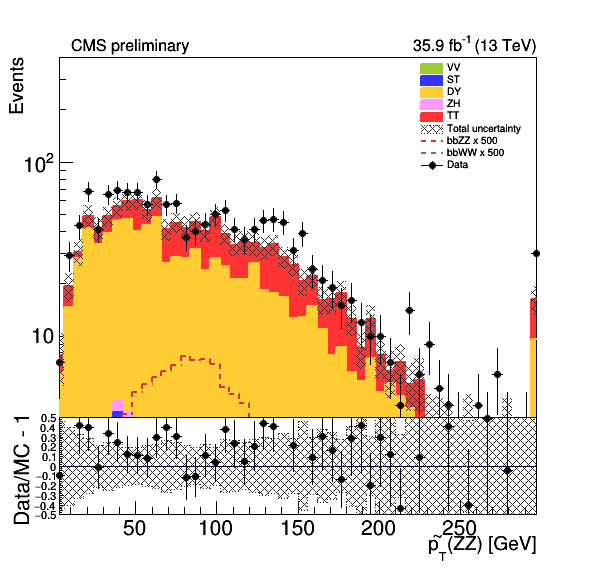 CMS preliminary
35.9 fb⁻¹ (13 TeV)
Events
VV
ST
DY
ZH
TT
Total uncertainty
bbZZ x 500
bbWW x 500
Data
10²
10
Data/MC - 1
0.5
0.4
0.3
0.2
0.1
0
-0.1
-0.2
-0.3
-0.4
-0.5
50 100 150 200 250
p̃_T(ZZ) [GeV]